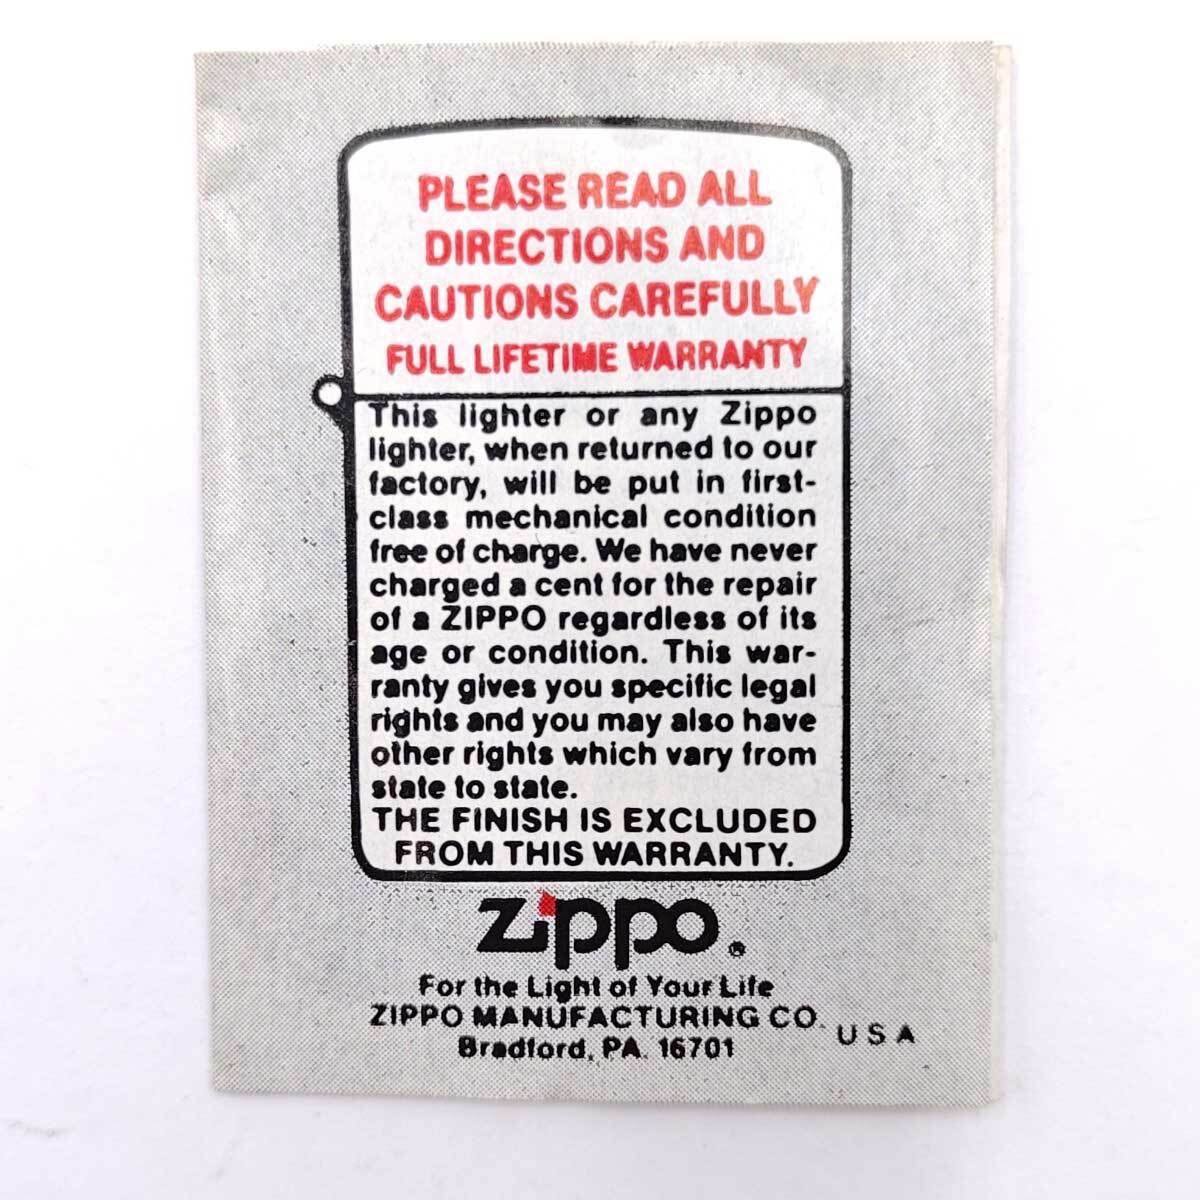 PLEASE READ ALL
DIRECTIONS AND
CAUTIONS CAREFULLY
FULL LIFETIME WARRANTY
This lighter or any Zippo
lighter, when returned to our
factory, will be put in first-
class mechanical condition
free of charge. We have never
charged a cent for the repair
of a ZIPPO regardless of its
age or condition. This war-
ranty gives you specific legal
rights and you may also have
other rights which vary from
state to state.
THE FINISH IS EXCLUDED
FROM THIS WARRANTY.
Zippo®
For the Light of Your Life
ZIPPO MANUFACTURING CO.
USA
Bradford, PA. 16701